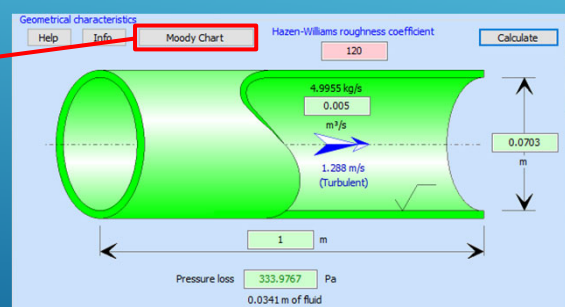 Geometrical characteristics
Help Info Moody Chart Hazen-Williams roughness coefficient Calculate
120
4.9955 kg/s
0.005
m³/s
0.0703
m
1.288 m/s
(Turbulent)
1 m
Pressure loss 333.9767 Pa
0.0341 m of fluid